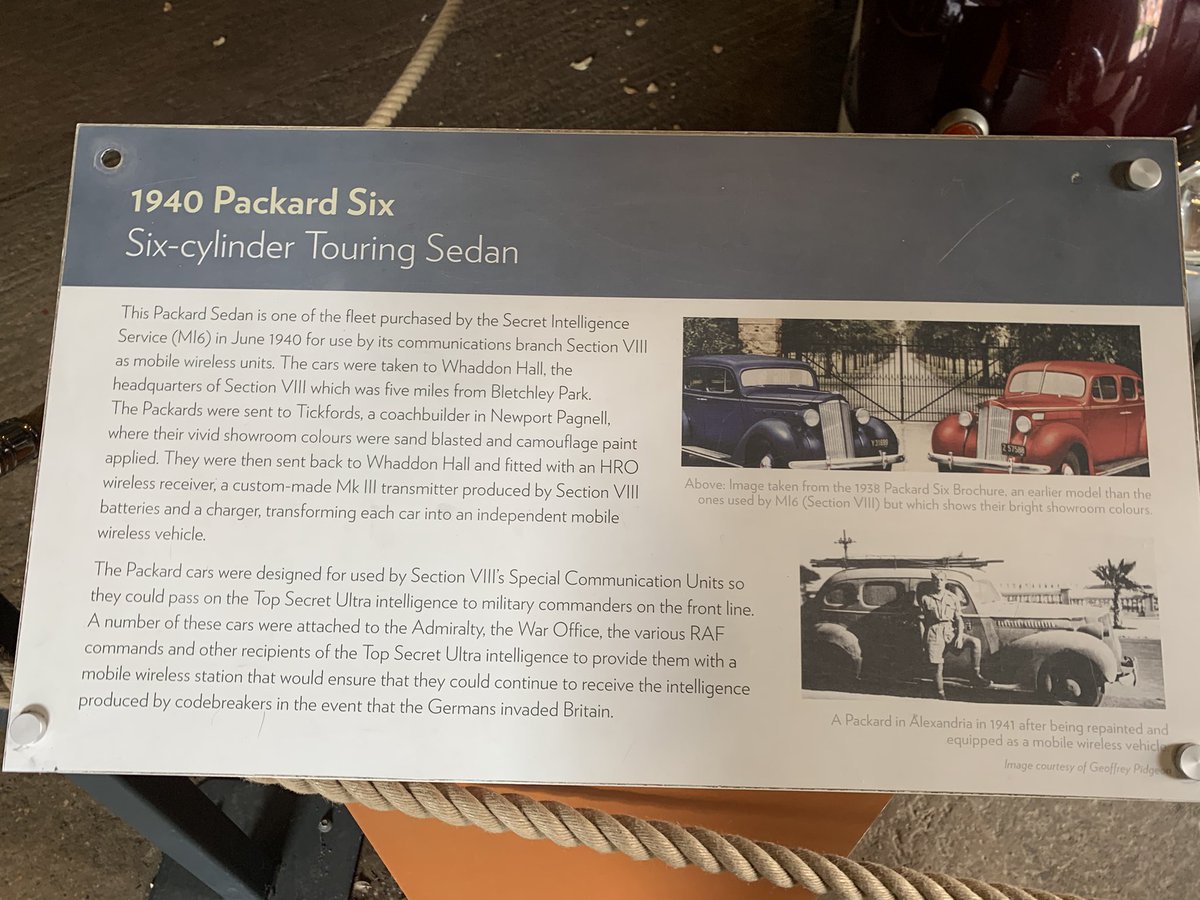 1940 Packard Six
Six-cylinder Touring Sedan
This Packard Sedan is one of the fleet purchased by the Secret Intelligence
Service (MI6) in June 1940 for use by its communications branch Section VIII
as mobile wireless units. The cars were taken to Whaddon Hall, the
headquarters of Section VIII which was five miles from Bletchley Park.
The Packards were sent to Tickfords, a coachbuilder in Newport Pagnell,
where their vivid showroom colours were sand blasted and camouflage paint
applied. They were then sent back to Whaddon Hall and fitted with an HRO
wireless receiver, a custom-made Mk III transmitter produced by Section VIII
batteries and a charger, transforming each car into an independent mobile
wireless vehicle.
The Packard cars were designed for used by Section VIII's Special Communication Units so
they could pass on the Top Secret Ultra intelligence to military commanders on the front line.
A number of these cars were attached to the Admiralty, the War Office, the various RAF
commands and other recipients of the Top Secret Ultra intelligence to provide them with a
mobile wireless station that would ensure that they could continue to receive the intelligence
produced by codebreakers in the event that the Germans invaded Britain.
Above: Image taken from the 1938 Packard Six Brochure, an earlier model than the
ones used by MI6 (Section VIII) but which shows their bright showroom colours.
A Packard in Alexandria in 1941 after being repainted and
equipped as a mobile wireless vehicle
Image courtesy of Geoffrey